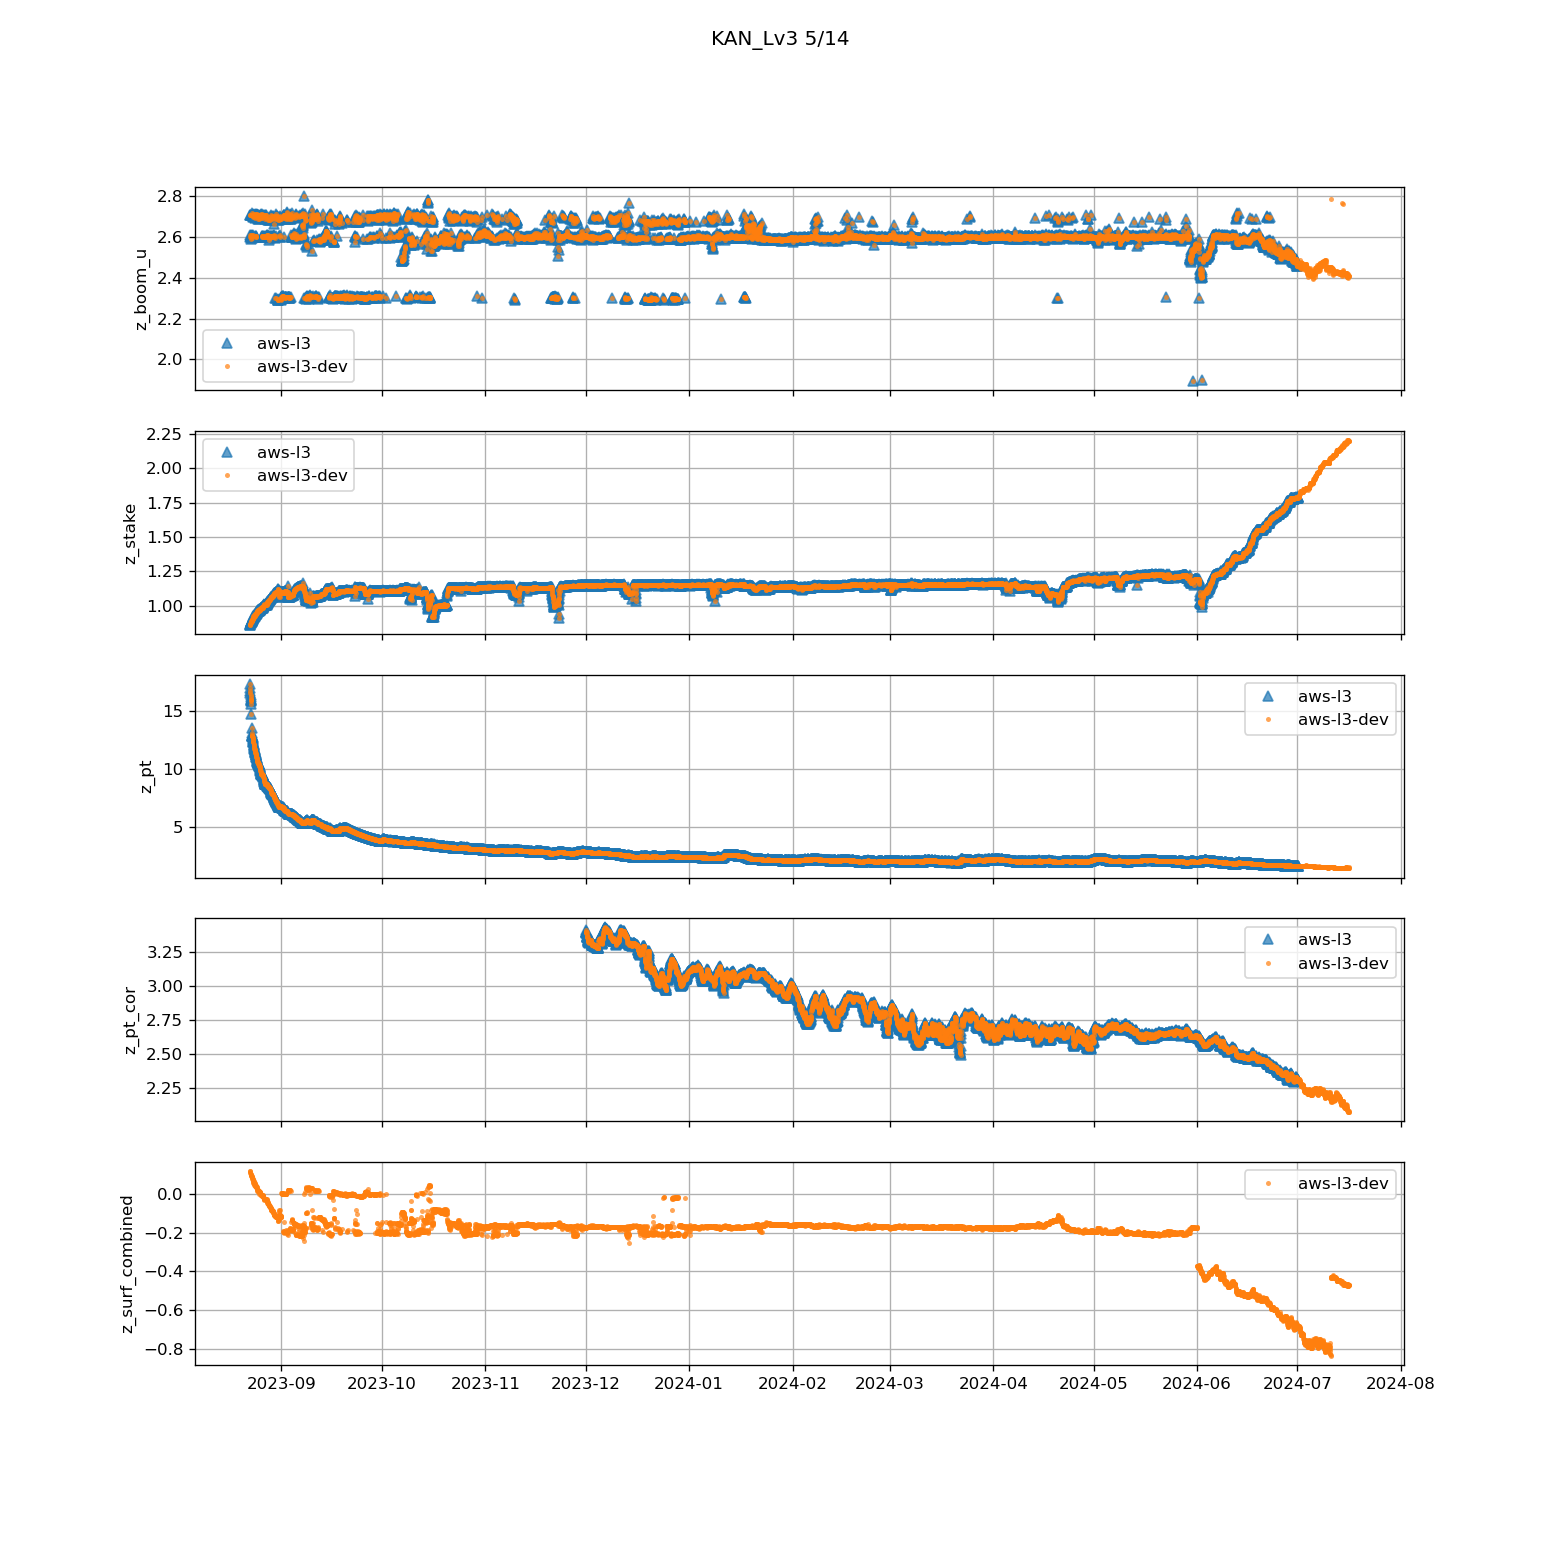 KAN_Lv3 5/14
z_boom_u
2.8
2.6
2.4
2.2
2.0
aws-l3
aws-l3-dev
z_stake
2.25
2.00
1.75
1.50
1.25
1.00
aws-l3
aws-l3-dev
z_pt
15
10
5
aws-l3
aws-l3-dev
z_pt_cor
3.25
3.00
2.75
2.50
2.25
aws-l3
aws-l3-dev
z_surf_combined
0.0
−0.2
−0.4
−0.6
−0.8
aws-l3-dev
2023-09 2023-10 2023-11 2023-12 2024-01 2024-02 2024-03 2024-04 2024-05 2024-06 2024-07 2024-08